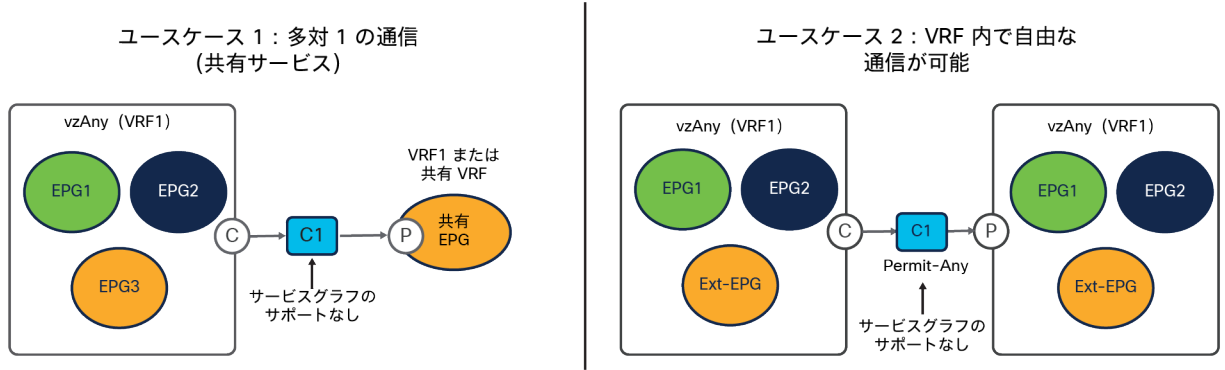 ユースケース 1：多対 1 の通信
(共有サービス)
vzAny（VRF1）
EPG1
EPG2
EPG3
C
C1
P
VRF1 または
共有 VRF
共有
EPG
サービスグラフの
サポートなし
ユースケース 2：VRF 内で自由な
通信が可能
vzAny（VRF1）
EPG1
EPG2
Ext-EPG
C
C1
Permit-Any
P
サービスグラフの
サポートなし
vzAny（VRF1）
EPG1
EPG2
Ext-EPG